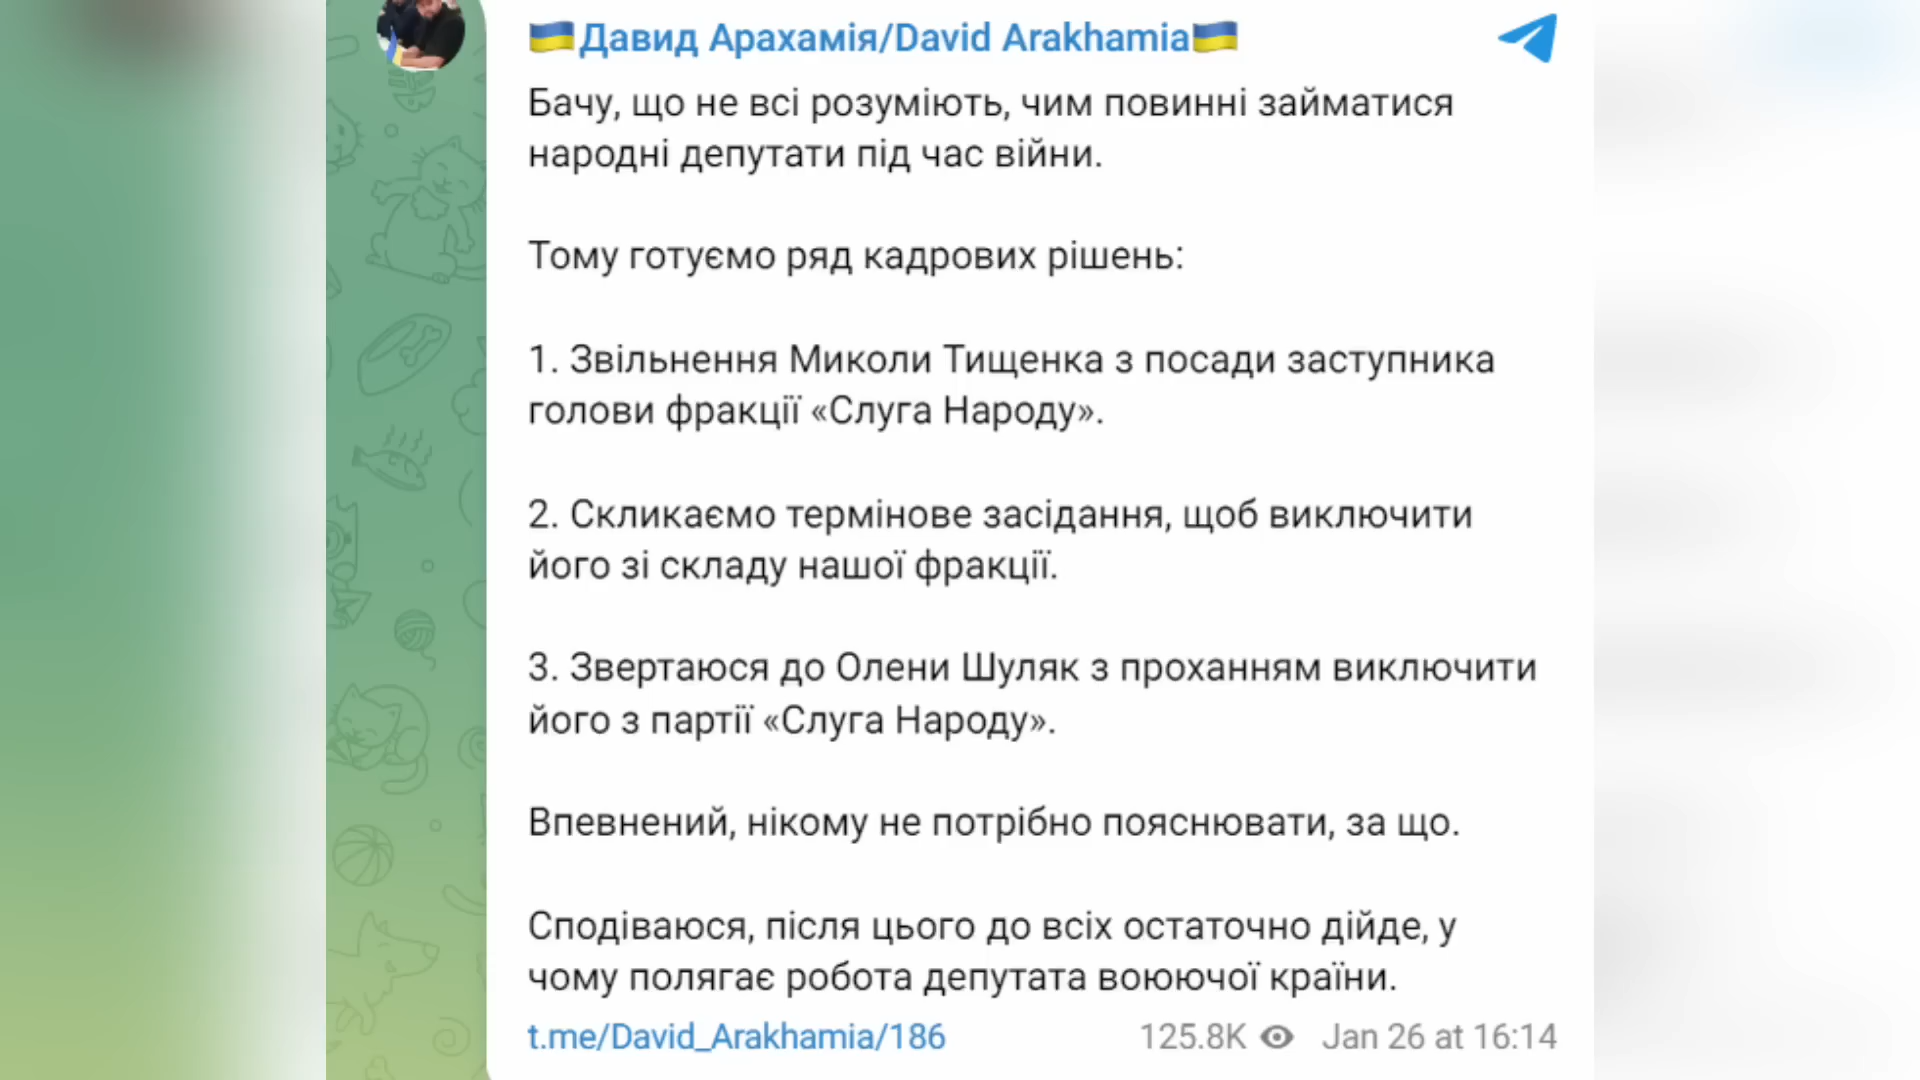 🇺🇦Давид Арахамія/David Arakhamia🇺🇦
Бачу, що не всі розуміють, чим повинні займатися
народні депутати під час війни.
Тому готуємо ряд кадрових рішень:
1. Звільнення Миколи Тищенка з посади заступника
голови фракції «Слуга Народу».
2. Скликаємо термінове засідання, щоб виключити
його зі складу нашої фракції.
3. Звертаюся до Олени Шуляк з проханням виключити
його з партії «Слуга Народу».
Впевнений, нікому не потрібно пояснювати, за що.
Сподіваюся, після цього до всіх остаточно дійде, у
чому полягає робота депутата воюючої країни.
t.me/David_Arakhamia/186 125.8K Jan 26 at 16:14